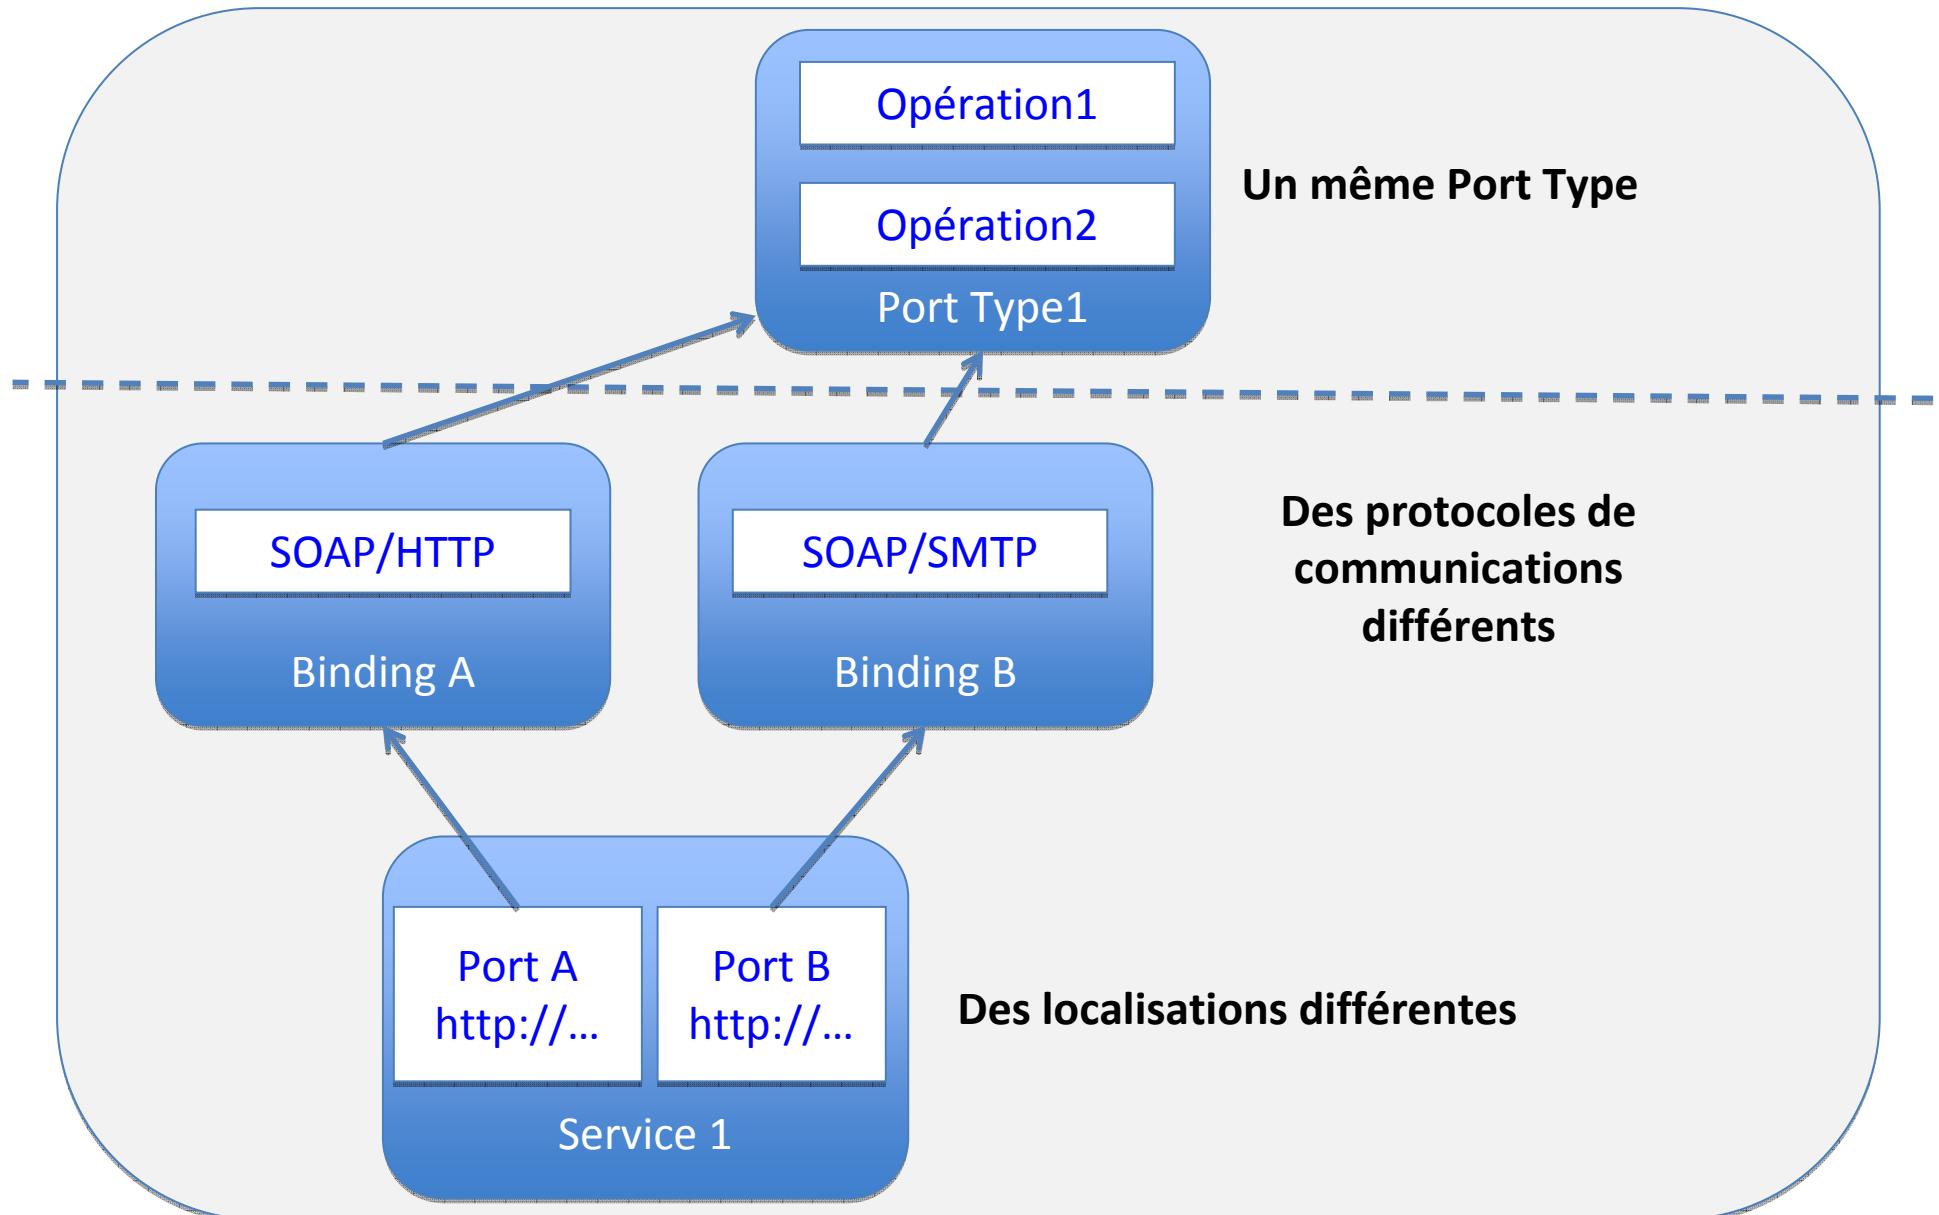 Opération1
Opération2
Port Type1
Un même Port Type
SOAP/HTTP
Binding A
SOAP/SMTP
Binding B
Des protocoles de
communications
différents
Port A
http://...
Port B
http://...
Service 1
Des localisations différentes